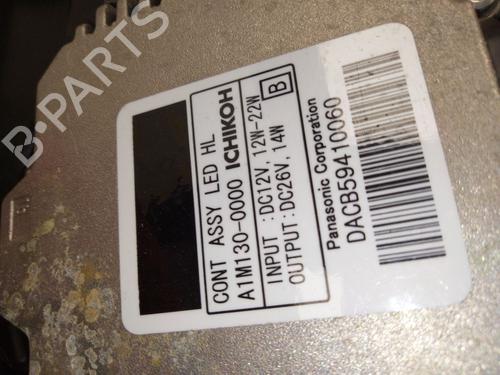 CONT ASSY LED HL
A1M130-0000 ICHIKOH
INPUT :DC12V, 12W-22W
OUTPUT:DC26V, 14W B
Panasonic Corporation
DACB59410060
B-PARTS